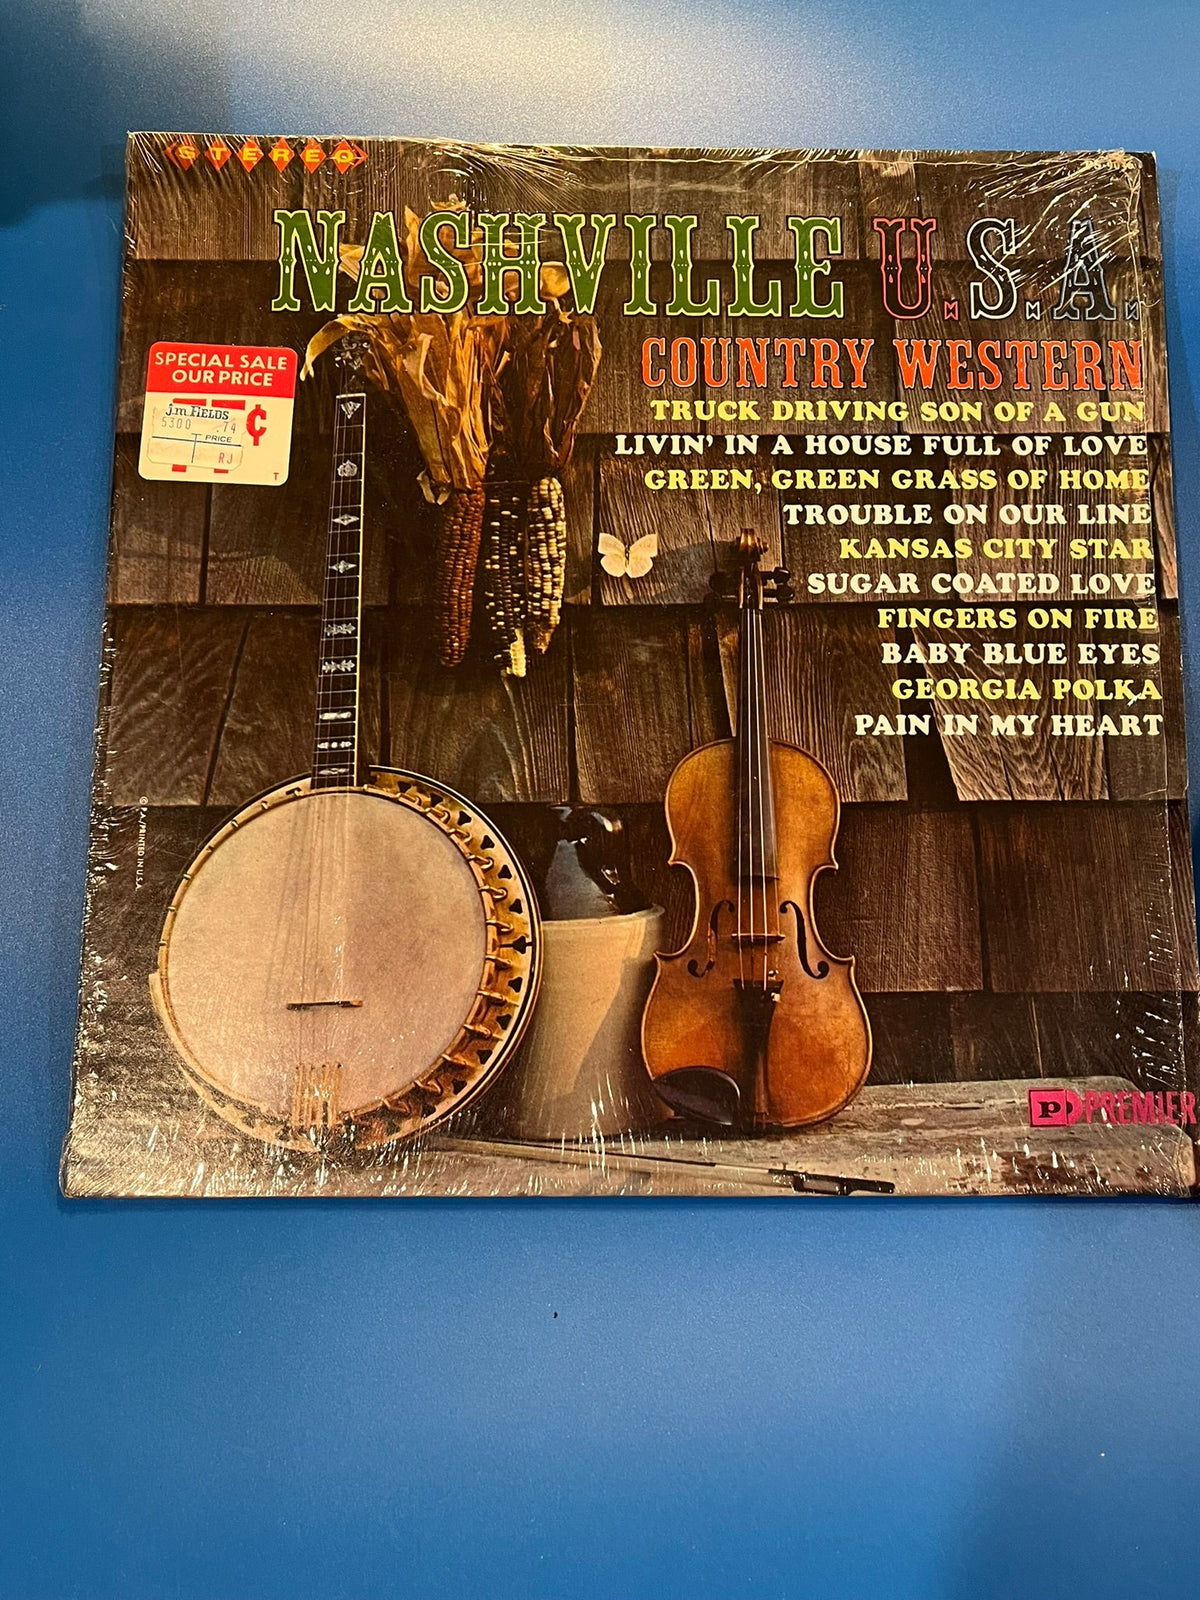 STEREO
NASHVILLE U.S.A.
COUNTRY WESTERN
TRUCK DRIVING SON OF A GUN
LIVIN' IN A HOUSE FULL OF LOVE
GREEN, GREEN GRASS OF HOME
TROUBLE ON OUR LINE
KANSAS CITY STAR
SUGAR COATED LOVE
FINGERS ON FIRE
BABY BLUE EYES
GEORGIA POLKA
PAIN IN MY HEART
SPECIAL SALE
OUR PRICE
¢
j.m. FIELDS
5300 .74
PRICE
RJ
T
© P.A./PRINTED IN U.S.A.
P PREMIER